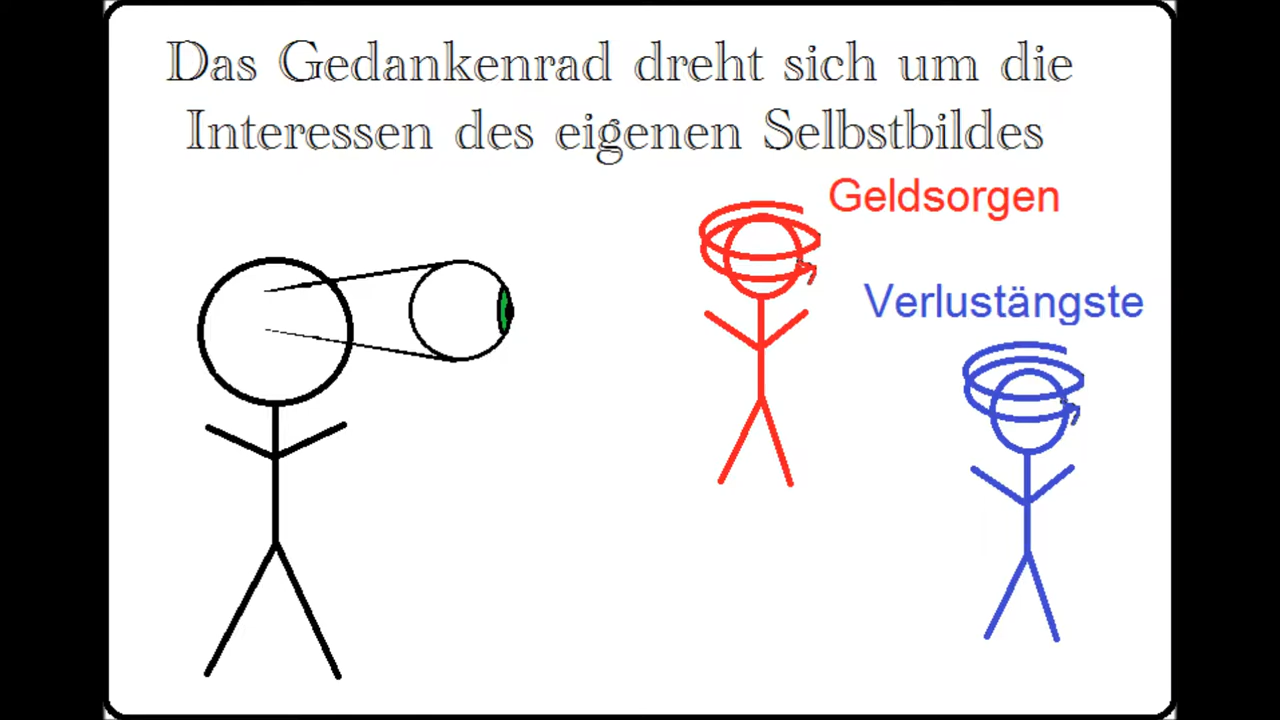 Das Gedankenrad dreht sich um die
Interessen des eigenen Selbstbildes
Geldsorgen
Verlustängste